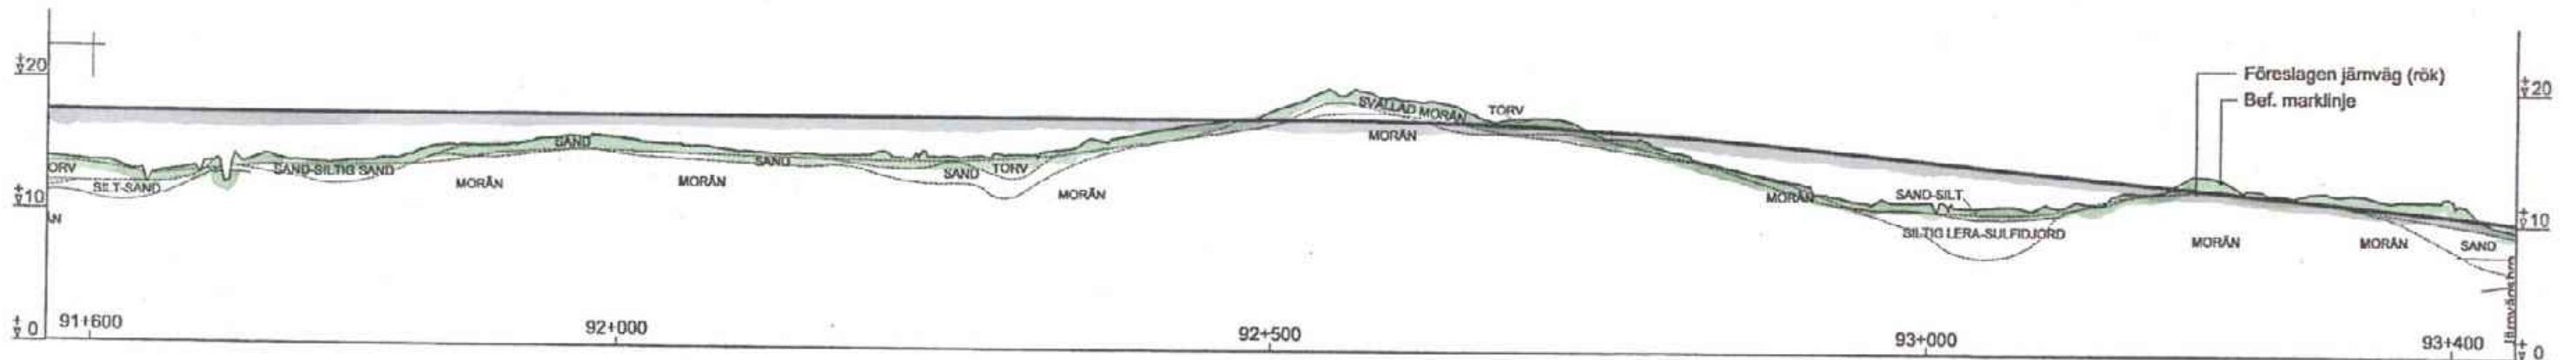 +20
+10
+0
Föreslagen järnväg (rök)
Bef. marklinje
+20
+10
+0
SVALLAD MORÄN
TORV
MORÄN
SAND
ORV
SILT-SAND
SAND-SILTIG SAND
MORÄN
MORÄN
SAND
SAND
TORV
MORÄN
MORÄN
SAND-SILT
SILTIG LERA-SULFIDJORD
MORÄN
MORÄN
SAND
ÄN
91+600
92+000
92+500
93+000
93+400